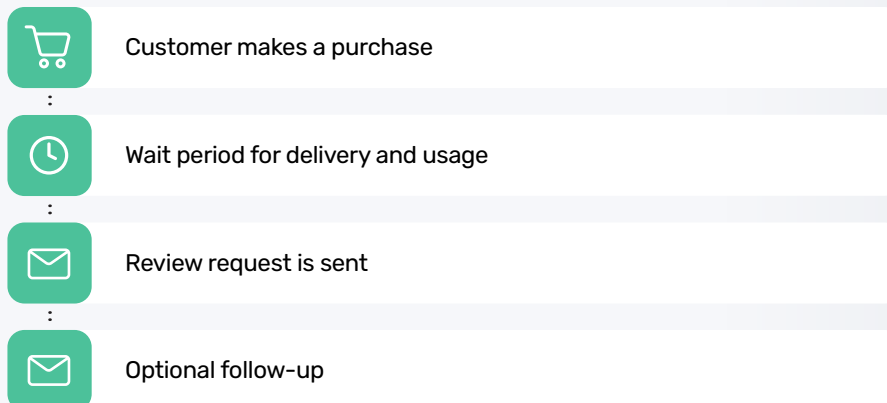 Customer makes a purchase
Wait period for delivery and usage
Review request is sent
Optional follow-up